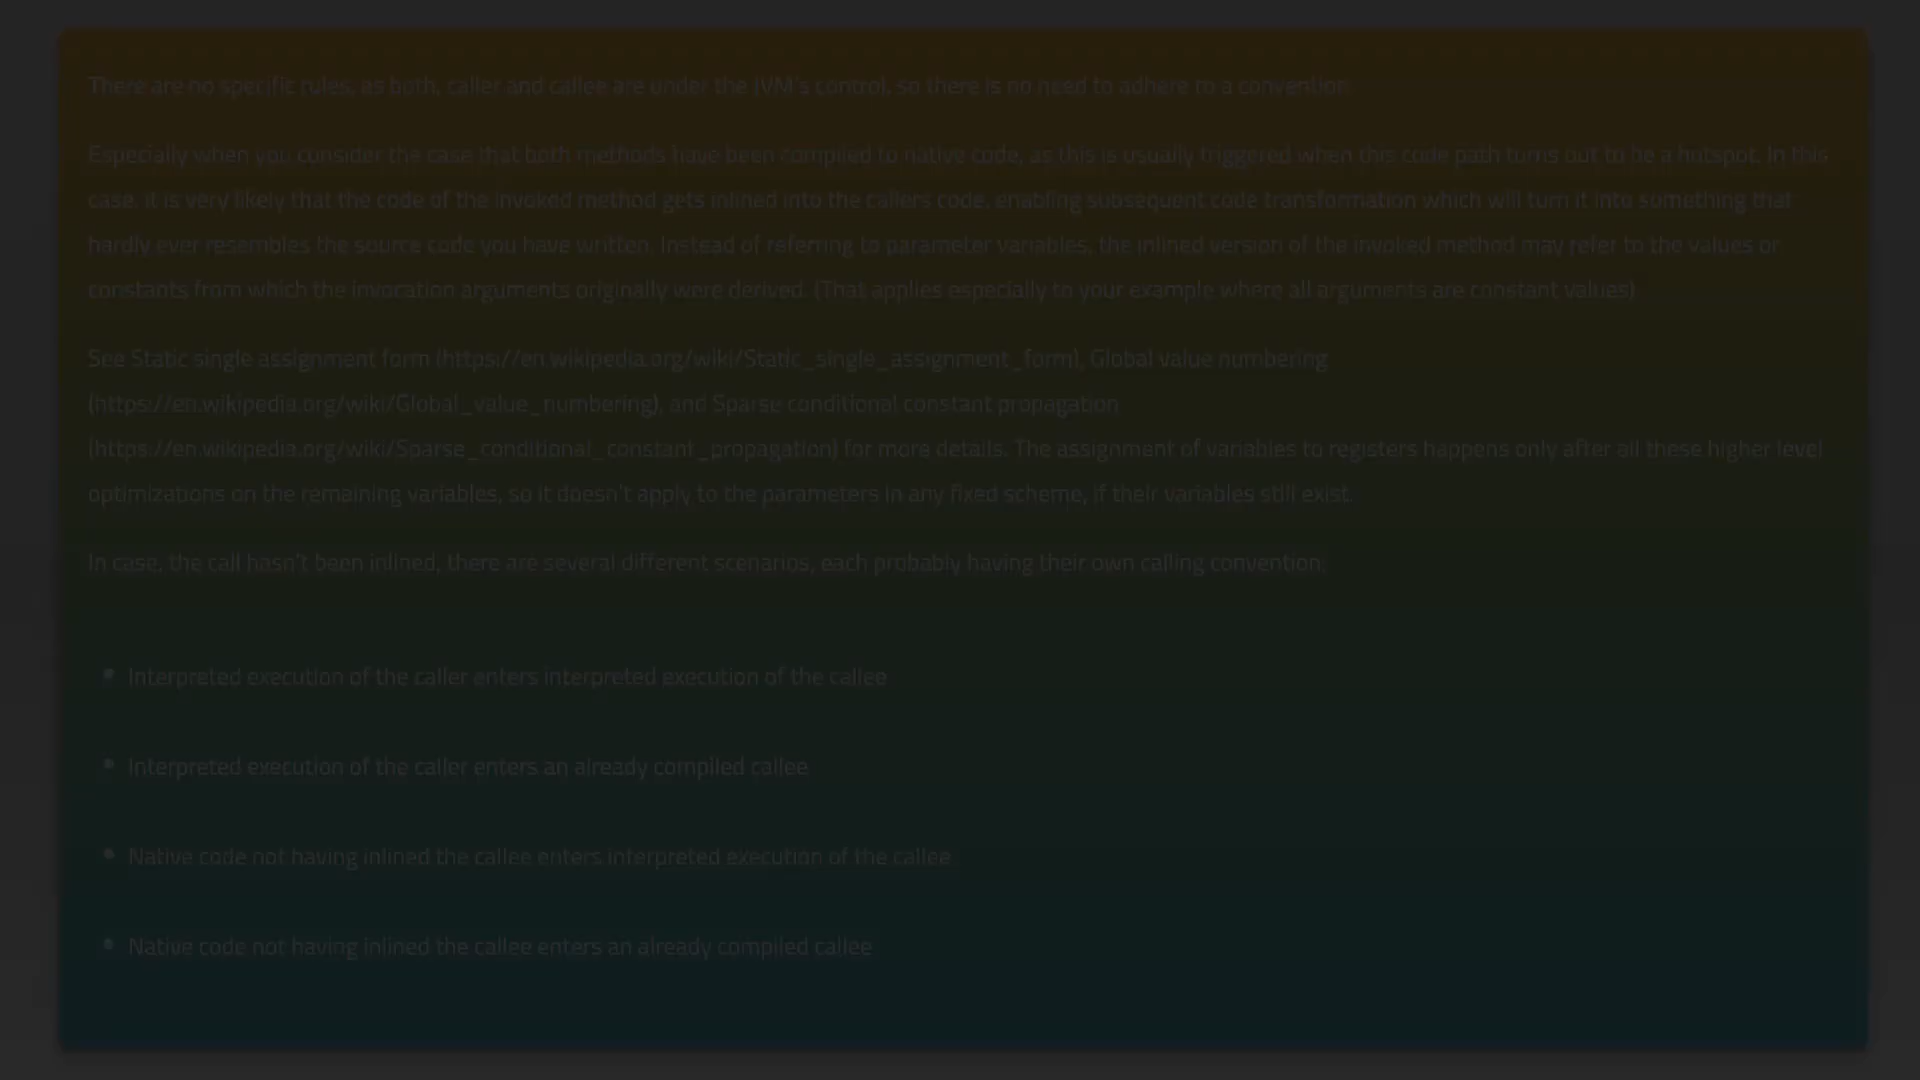 There are no specific rules, as both, caller and callee are under the JVM's control, so there is no need to adhere to a convention.
Especially when you consider the case that both methods have been compiled to native code, as this is usually triggered when this code path turns out to be a hotspot. In this
case, it is very likely that the code of the invoked method gets inlined into the callers code, enabling subsequent code transformation which will turn it into something that
hardly ever resembles the source code you have written. Instead of referring to parameter variables, the inlined version of the invoked method may refer to the values or
constants from which the invocation arguments originally were derived. (That applies especially to your example where all arguments are constant values)
See Static single assignment form (https://en.wikipedia.org/wiki/Static_single_assignment_form), Global value numbering
(https://en.wikipedia.org/wiki/Global_value_numbering), and Sparse conditional constant propagation
(https://en.wikipedia.org/wiki/Sparse_conditional_constant_propagation) for more details. The assignment of variables to registers happens only after all these higher level
optimizations on the remaining variables, so it doesn't apply to the parameters in any fixed scheme, if their variables still exist.
In case, the call hasn't been inlined, there are several different scenarios, each probably having their own calling convention:
• Interpreted execution of the caller enters interpreted execution of the callee
• Interpreted execution of the caller enters an already compiled callee
• Native code not having inlined the callee enters interpreted execution of the callee
• Native code not having inlined the callee enters an already compiled callee